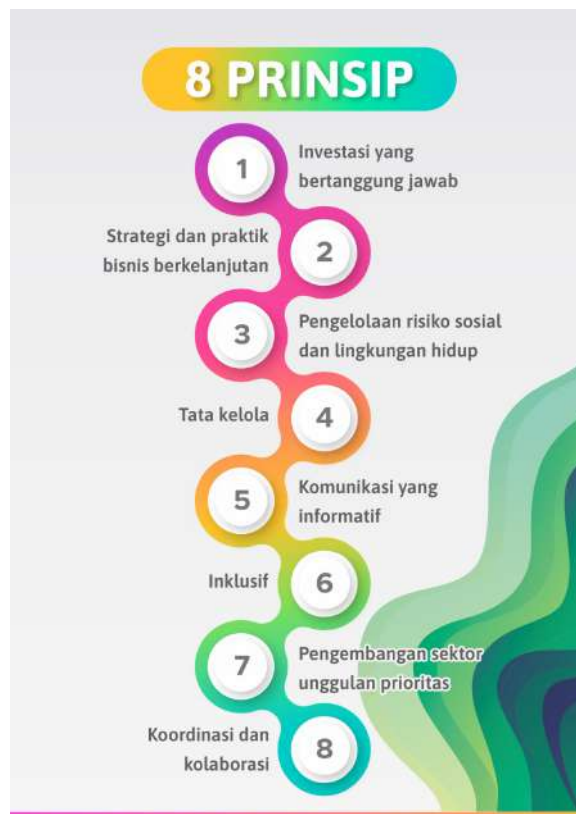 8 PRINSIP
1
Investasi yang
bertanggung jawab
Strategi dan praktik
bisnis berkelanjutan
2
3
Pengelolaan risiko sosial
dan lingkungan hidup
Tata kelola
4
5
Komunikasi yang
informatif
Inklusif
6
7
Pengembangan sektor
unggulan prioritas
Koordinasi dan
kolaborasi
8